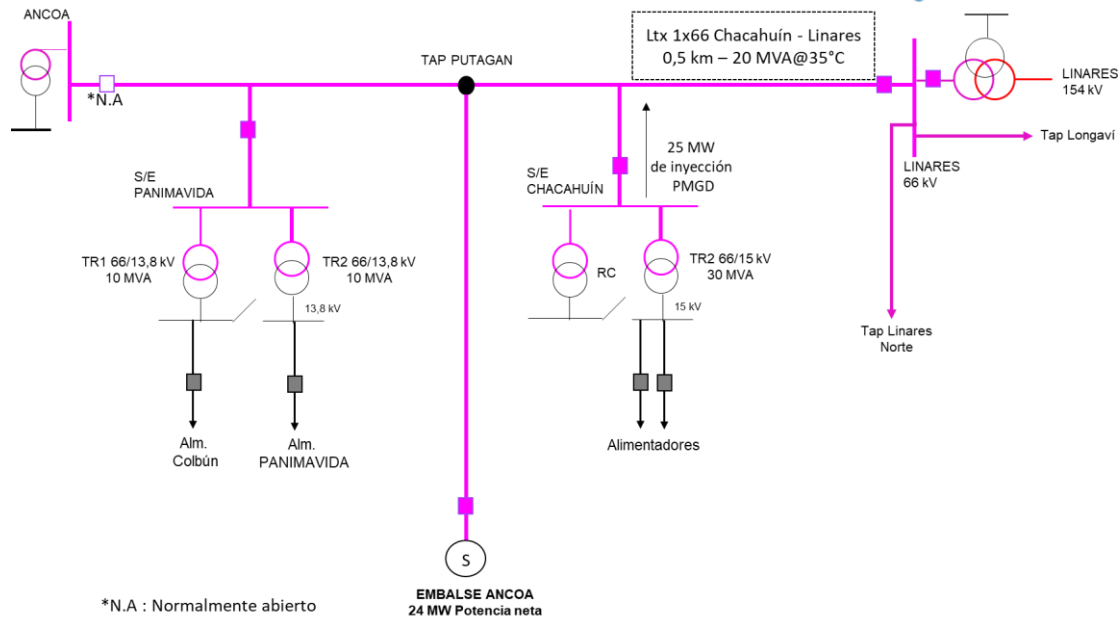 ANCOA
*N.A
TAP PUTAGAN
Ltx 1x66 Chacahuín - Linares
0,5 km – 20 MVA@35°C
LINARES
154 kV
Tap Longaví
LINARES
66 kV
Tap Linares
Norte
S/E
PANIMAVIDA
TR1 66/13,8 kV
10 MVA
TR2 66/13,8 kV
10 MVA
13,8 kV
Alm.
Colbún
Alm.
PANIMAVIDA
S/E
CHACAHUÍN
25 MW
de inyección
PMGD
RC
TR2 66/15 kV
30 MVA
15 kV
Alimentadores
S
EMBALSE ANCOA
24 MW Potencia neta
*N.A : Normalmente abierto